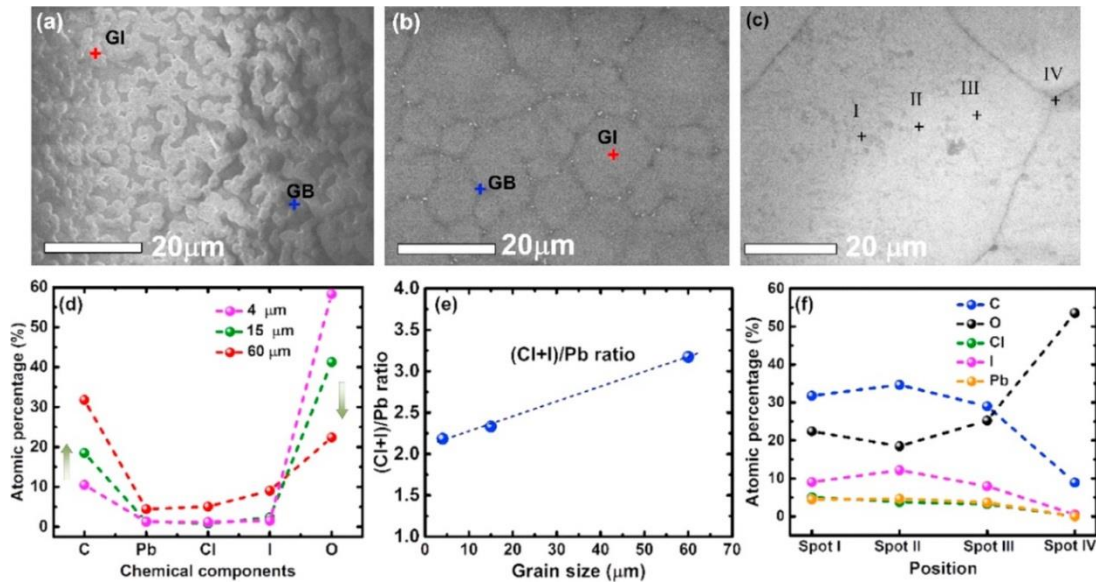 (a)
GI
GB
20μm
(b)
GI
GB
20μm
(c)
I
II
III
IV
20μm
(d)
Atomic percentage (%)
60
50
40
30
20
10
0
4 μm
15 μm
60 μm
C Pb Cl I O
Chemical components
(e)
(Cl+I)/Pb ratio
4.0
3.5
3.0
2.5
2.0
1.5
1.0
(Cl+I)/Pb ratio
0 10 20 30 40 50 60 70
Grain size (μm)
(f)
Atomic percentage (%)
60
50
40
30
20
10
0
C
O
Cl
I
Pb
Spot I Spot II Spot III Spot IV
Position